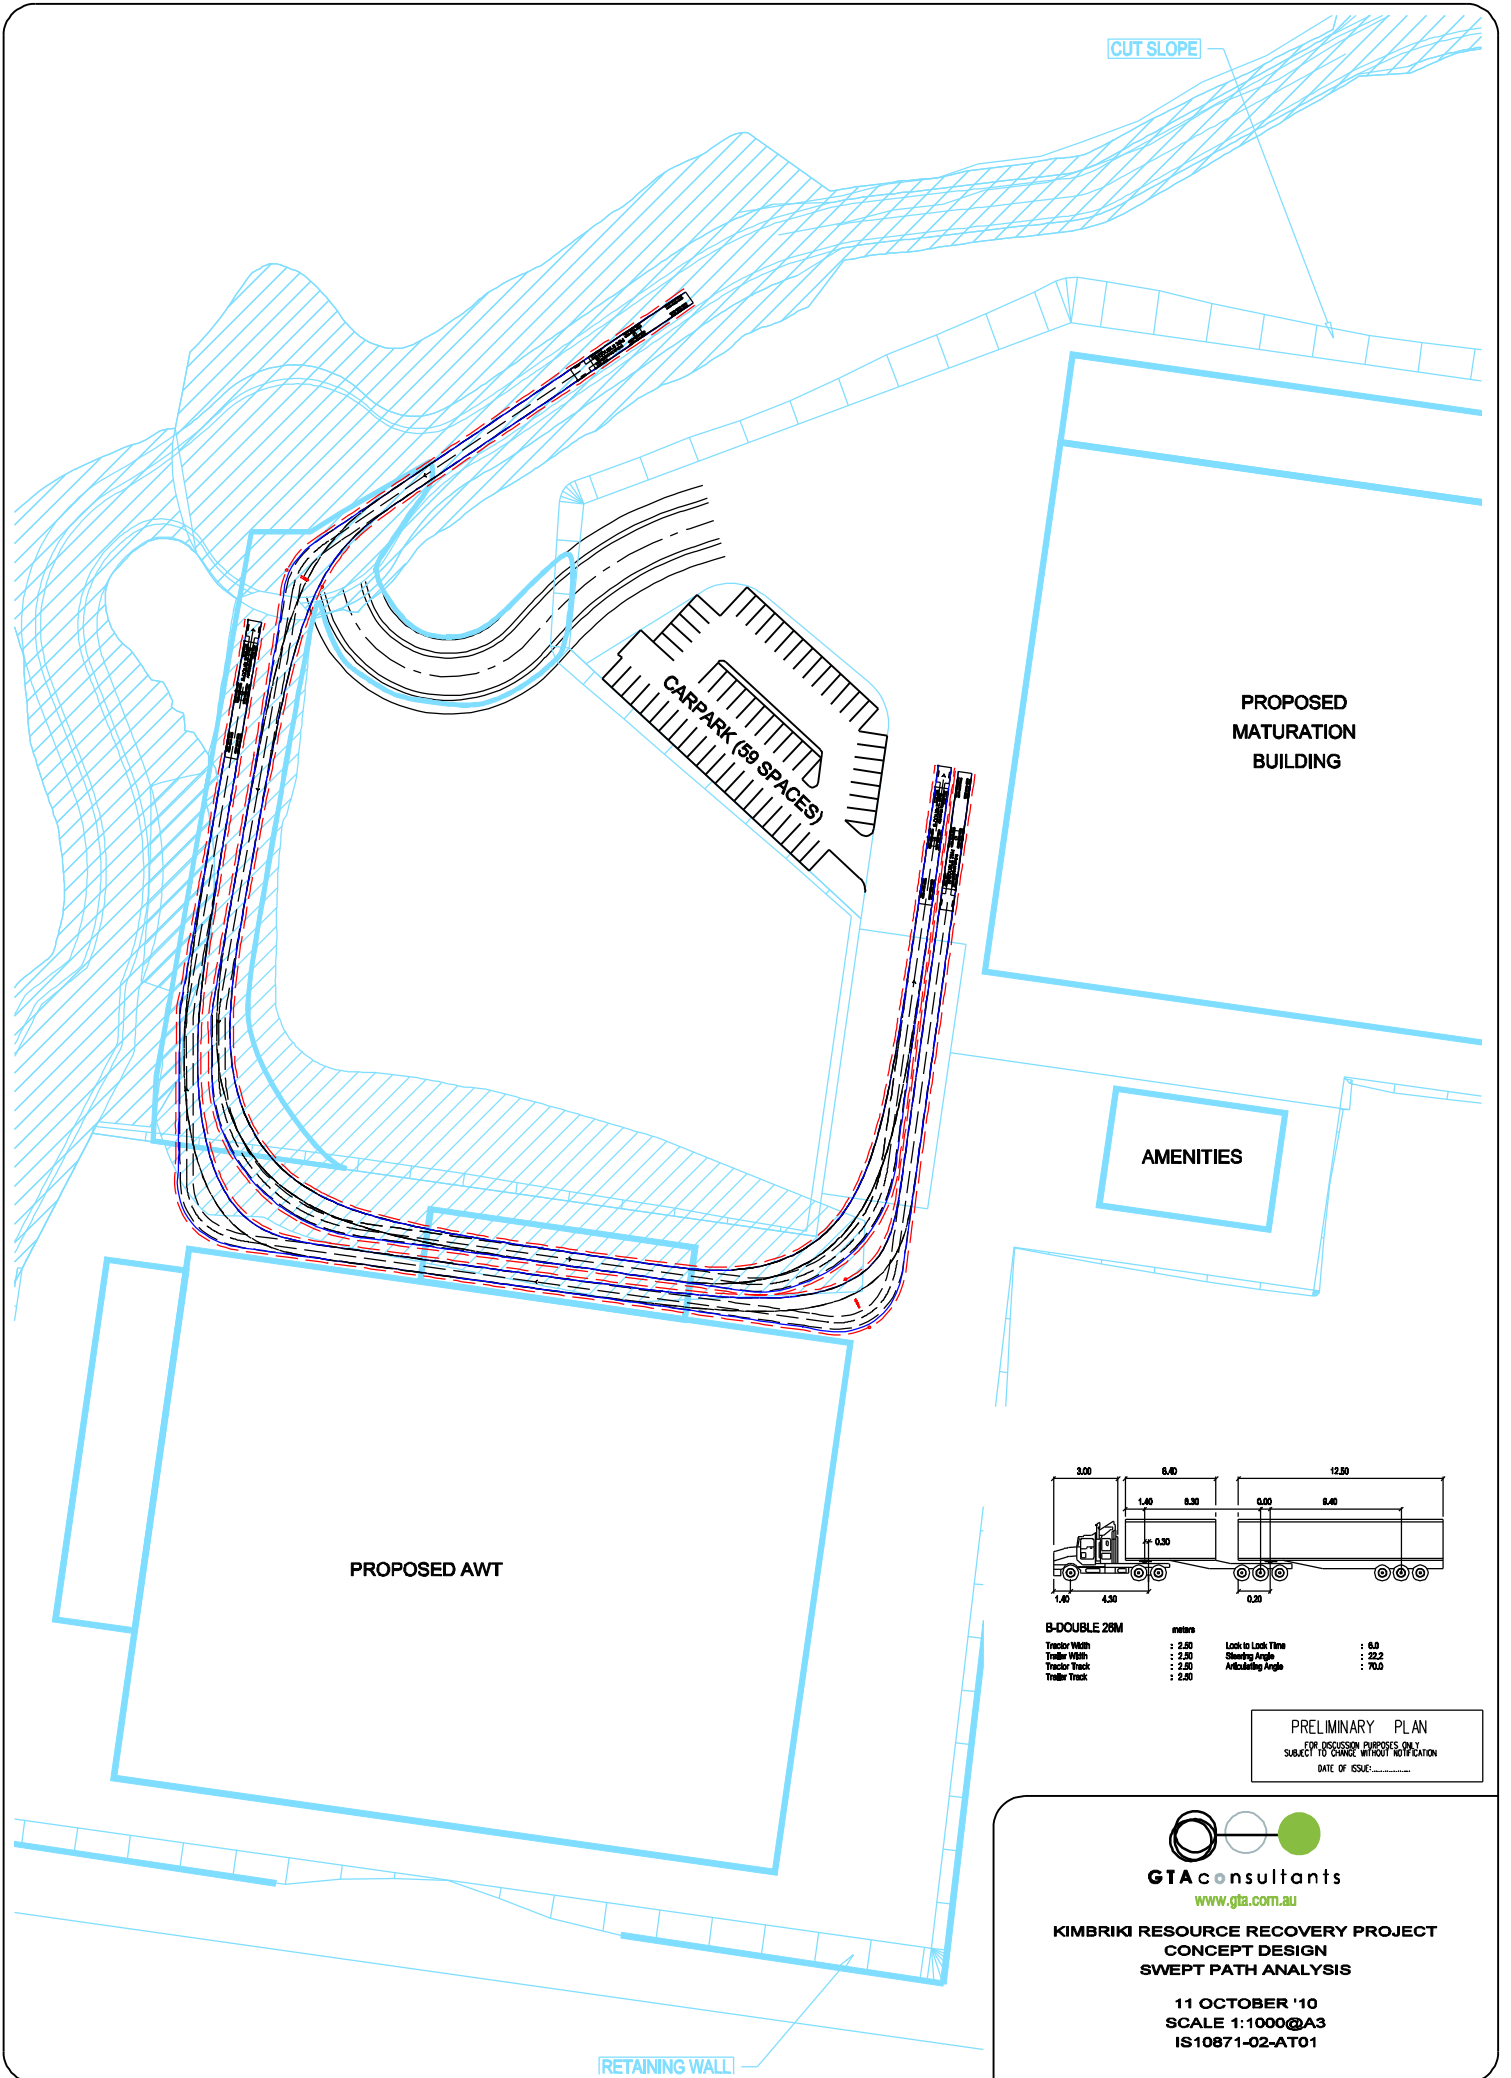 CUT SLOPE
CARPARK (59 SPACES)
PROPOSED
MATURATION
BUILDING
AMENITIES
PROPOSED AWT
3.00 6.40 12.50
1.40 6.30 0.00 9.40
0.30
1.40 4.30 0.20
B-DOUBLE 26M meters
Tractor Width : 2.50 Lock to Lock Time : 6.0
Trailer Width : 2.50 Steering Angle : 22.2
Tractor Track : 2.50 Articulating Angle : 70.0
Trailer Track : 2.50
PRELIMINARY PLAN
FOR DISCUSSION PURPOSES ONLY
SUBJECT TO CHANGE WITHOUT NOTIFICATION
DATE OF ISSUE:................
GTAconsultants
www.gta.com.au
KIMBRIKI RESOURCE RECOVERY PROJECT
CONCEPT DESIGN
SWEPT PATH ANALYSIS
11 OCTOBER '10
SCALE 1:1000@A3
IS10871-02-AT01
RETAINING WALL